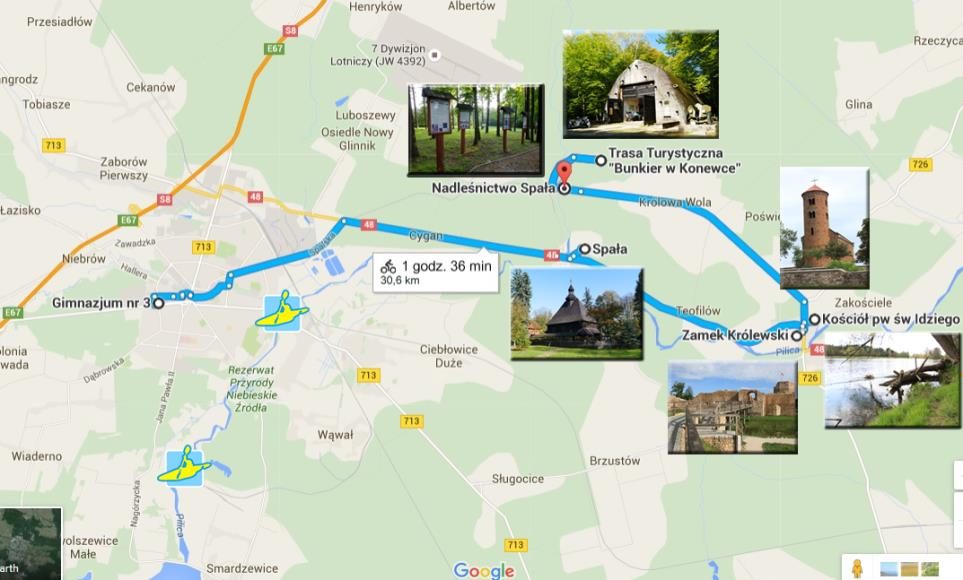 Henryków
Albertów
Przesiadłów
S8
E67
7 Dywizjon
Lotniczy (JW 4392)
Rzeczyca
Cekanów
Tobiasze
Glina
Luboszewy
Osiedle Nowy
Glinnik
713
Trasa Turystyczna
"Bunkier w Konewce"
726
Zaborów
Pierwszy
Nadleśnictwo Spała
S8
48
Królowa Wola
Łazisko
E67
48
Cygan
Zawadzka
713
Spalska
48
Spała
Niebrów
Hallera
1 godz. 36 min
30,6 km
Gimnazjum nr 3
E67
Teofilów
Zakościele
Kościół pw św Idziego
Zamek Królewski
Pilica
48
Ciebłowice
Duże
Dąbrowska
Rezerwat
Przyrody
Niebieskie
Źródła
713
726
Jana Pawła II
713
Wąwał
Wiaderno
Brzustów
Sługocice
Nagórzycka
Pilica
713
Małe
Smardzewice
Google